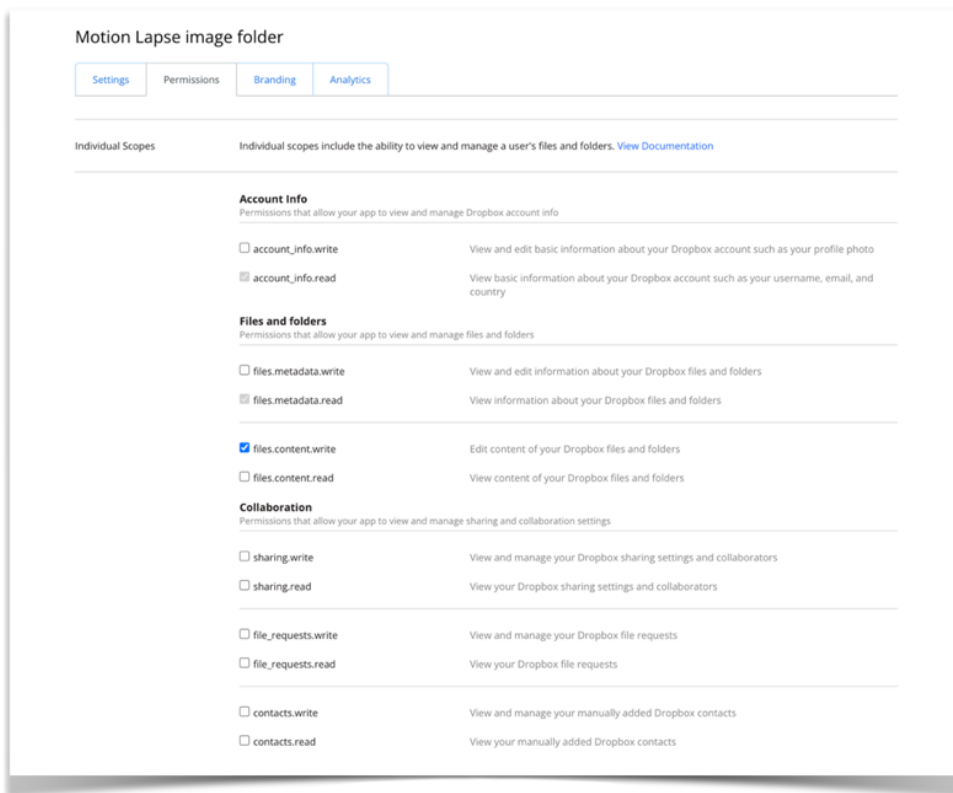 Motion Lapse image folder
Settings Permissions Branding Analytics
Individual Scopes Individual scopes include the ability to view and manage a user's files and folders. View Documentation
Account Info
Permissions that allow your app to view and manage Dropbox account info
account_info.write View and edit basic information about your Dropbox account such as your profile photo
account_info.read View basic information about your Dropbox account such as your username, email, and
country
Files and folders
Permissions that allow your app to view and manage files and folders
files.metadata.write View and edit information about your Dropbox files and folders
files.metadata.read View information about your Dropbox files and folders
files.content.write Edit content of your Dropbox files and folders
files.content.read View content of your Dropbox files and folders
Collaboration
Permissions that allow your app to view and manage sharing and collaboration settings
sharing.write View and manage your Dropbox sharing settings and collaborators
sharing.read View your Dropbox sharing settings and collaborators
file_requests.write View and manage your Dropbox file requests
file_requests.read View your Dropbox file requests
contacts.write View and manage your manually added Dropbox contacts
contacts.read View your manually added Dropbox contacts